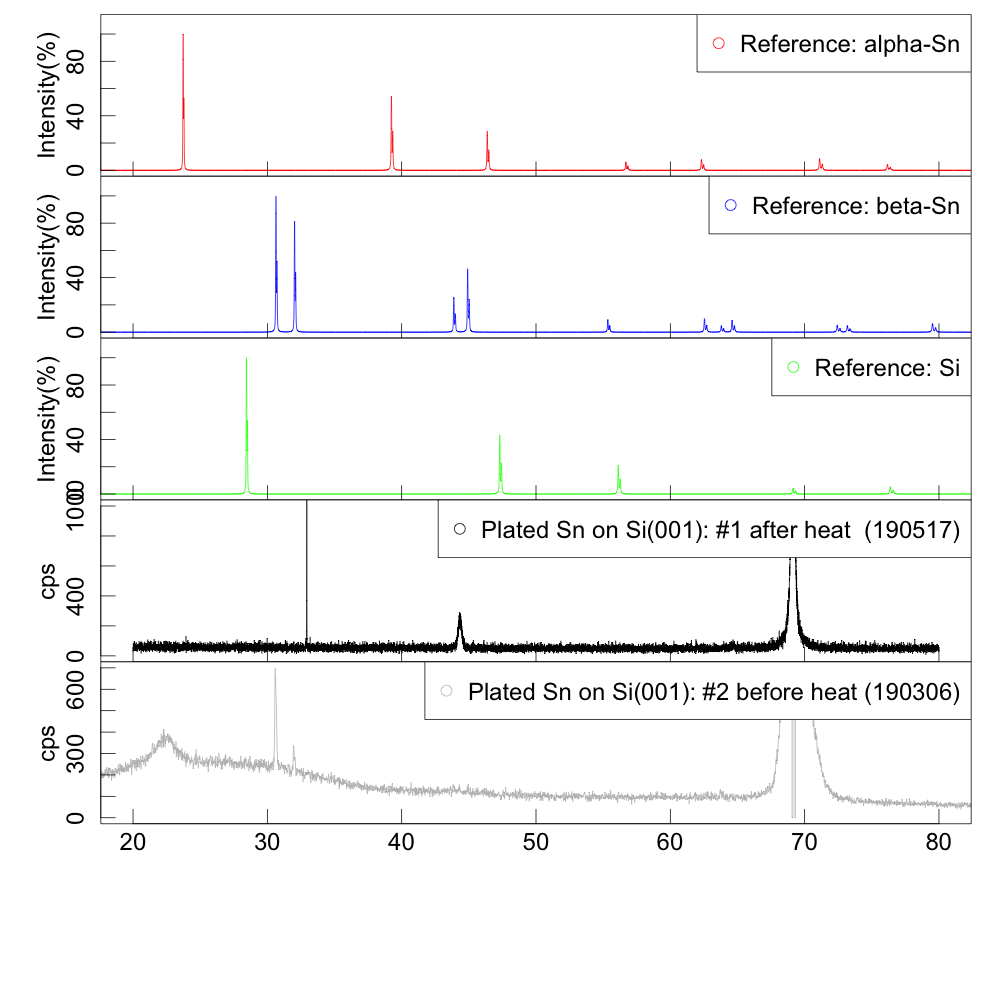 Intensity(%)
80
40
0
Reference: alpha-Sn
Intensity(%)
80
40
0
Reference: beta-Sn
Intensity(%)
80
40
0
Reference: Si
cps
1000
400
0
Plated Sn on Si(001): #1 after heat (190517)
cps
600
300
0
Plated Sn on Si(001): #2 before heat (190306)
20 30 40 50 60 70 80